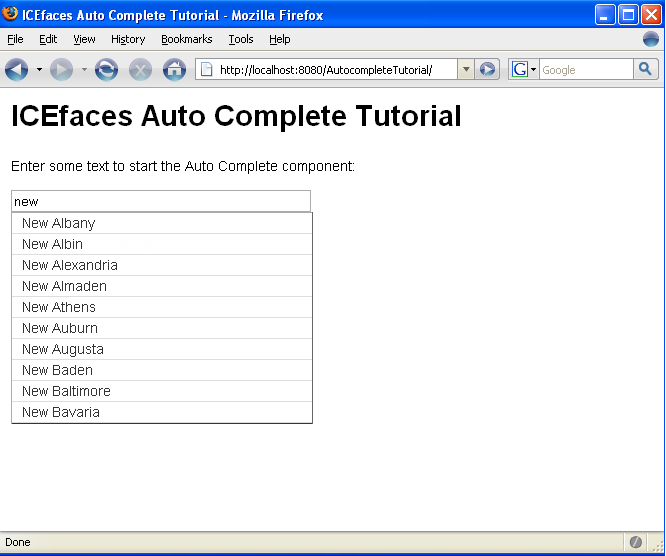 ICEfaces Auto Complete Tutorial - Mozilla Firefox
File Edit View History Bookmarks Tools Help
http://localhost:8080/AutocompleteTutorial/ G Google
ICEfaces Auto Complete Tutorial
Enter some text to start the Auto Complete component:
new
New Albany
New Albin
New Alexandria
New Almaden
New Athens
New Auburn
New Augusta
New Baden
New Baltimore
New Bavaria
Done